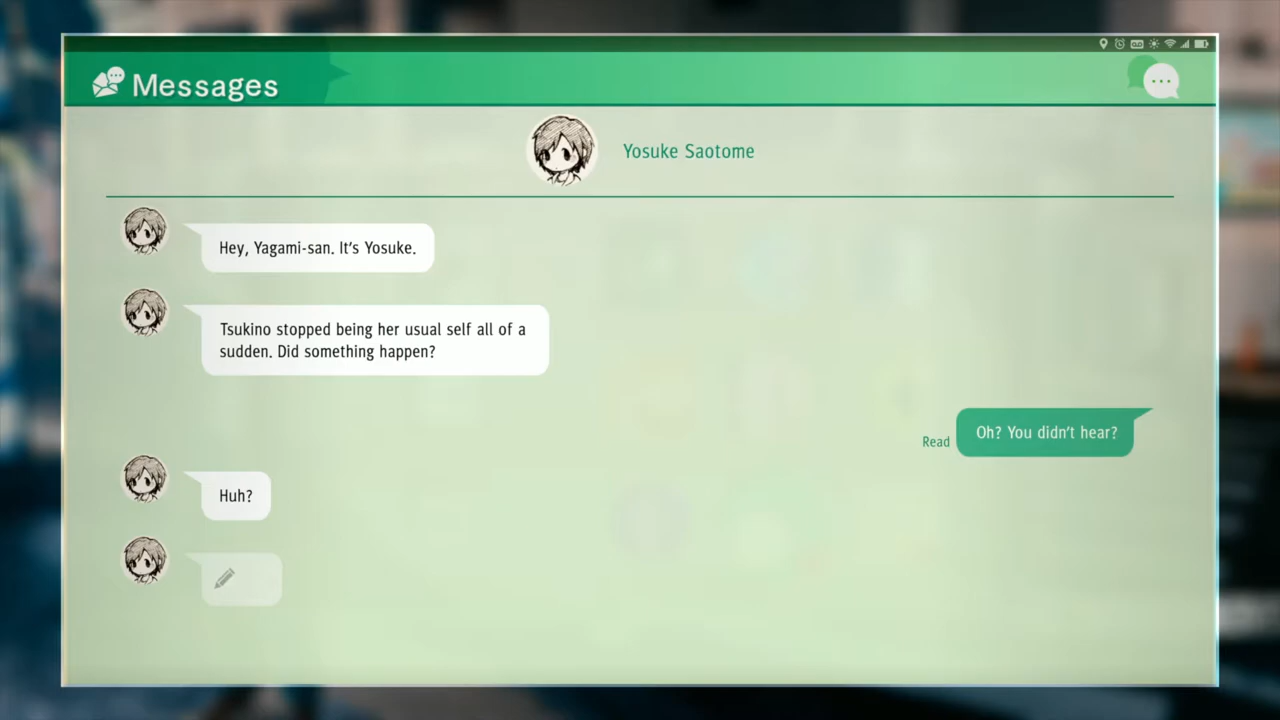 Messages
Yosuke Saotome
Hey, Yagami-san. It's Yosuke.
Tsukino stopped being her usual self all of a
sudden. Did something happen?
Oh? You didn't hear?
Read
Huh?